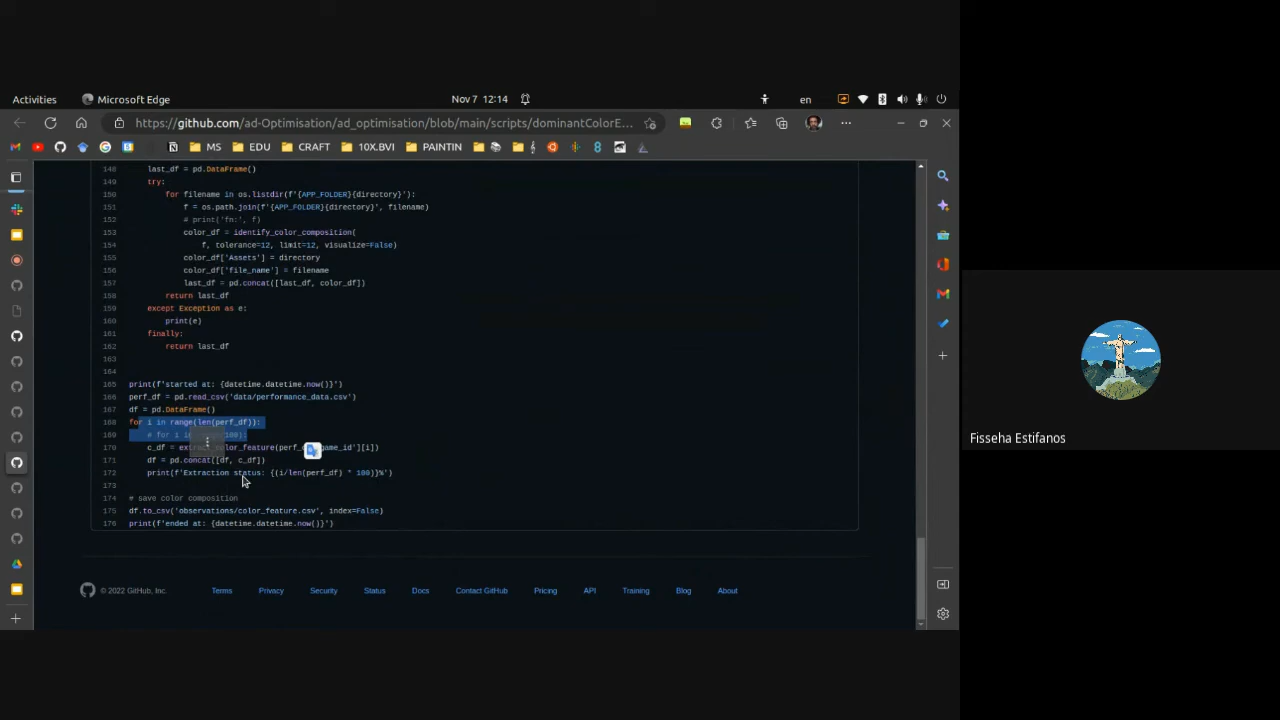 Activities
Microsoft Edge
Nov 7 12:14
en
https://github.com/ad-Optimisation/ad_optimisation/blob/main/scripts/dominantColorE...
MS
EDU
CRAFT
10X.BVI
PAINTIN
148 last_df = pd.DataFrame()
149 try:
150 for filename in os.listdir(f'{APP_FOLDER}{directory}'):
151 f = os.path.join(f'{APP_FOLDER}{directory}', filename)
152 # print('fn:', f)
153 color_df = identify_color_composition(
154 f, tolerance=12, limit=12, visualize=False)
155 color_df['Assets'] = directory
156 color_df['file_name'] = filename
157 last_df = pd.concat([last_df, color_df])
158 return last_df
159 except Exception as e:
160 print(e)
161 finally:
162 return last_df
163
164
165 print(f'started at: {datetime.datetime.now()}')
166 perf_df = pd.read_csv('data/performance_data.csv')
167 df = pd.DataFrame()
168 for i in range(len(perf_df)):
169 # for i in 100):
170 c_df = color_feature( game_id'][i])
171 df = pd.concat([df, c_df])
172 print(f'Extraction status: {(i/len(perf_df) * 100)}%')
173
174 # save color composition
175 df.to_csv('observations/color_feature.csv', index=False)
176 print(f'ended at: {datetime.datetime.now()}')
© 2022 GitHub, Inc.
Terms
Privacy
Security
Status
Docs
Contact GitHub
Pricing
API
Training
Blog
About
Fisseha Estifanos